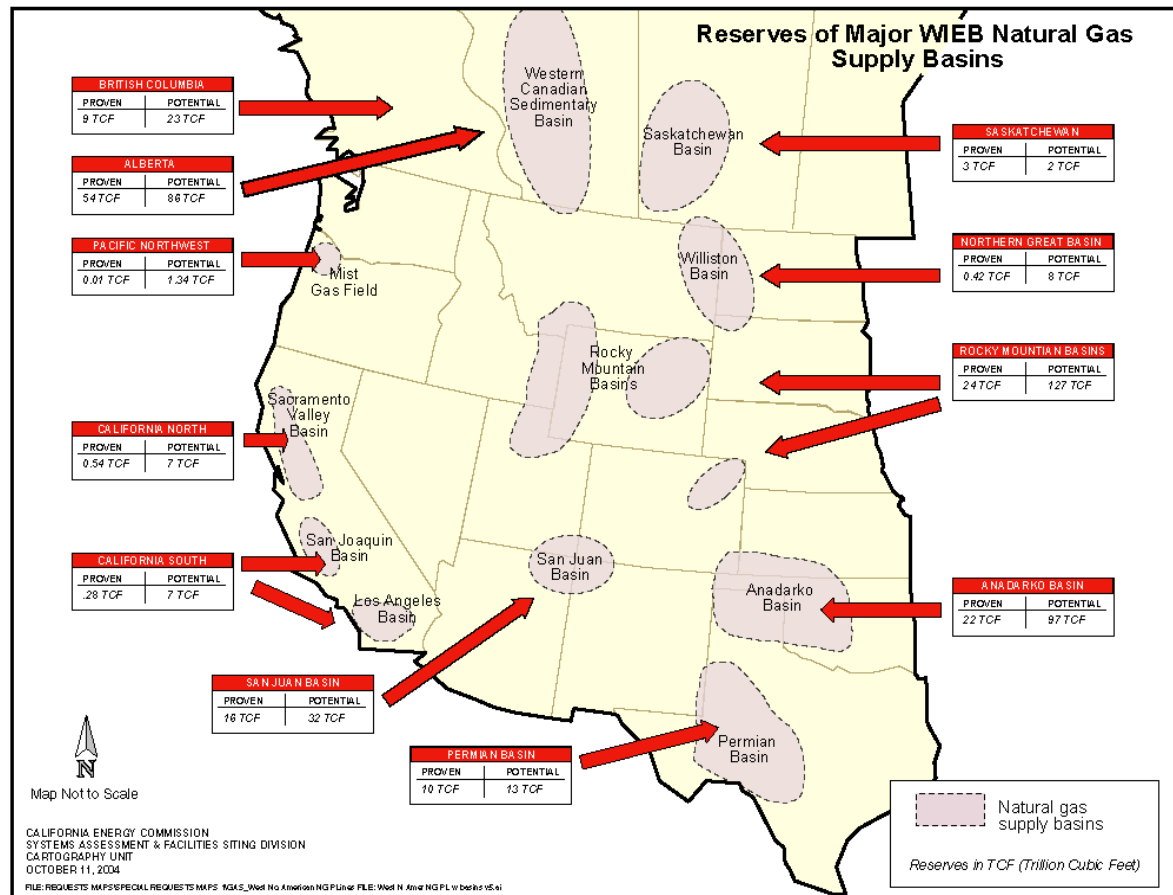 Reserves of Major WIEB Natural Gas
Supply Basins
BRITISH COLUMBIA
PROVEN POTENTIAL
9 TCF 23 TCF
ALBERTA
PROVEN POTENTIAL
54 TCF 86 TCF
PACIFIC NORTHWEST
PROVEN POTENTIAL
0.01 TCF 1.34 TCF
CALIFORNIA NORTH
PROVEN POTENTIAL
0.54 TCF 7 TCF
CALIFORNIA SOUTH
PROVEN POTENTIAL
.28 TCF 7 TCF
SAN JUAN BASIN
PROVEN POTENTIAL
16 TCF 32 TCF
PERMIAN BASIN
PROVEN POTENTIAL
10 TCF 13 TCF
SASKATCHEWAN
PROVEN POTENTIAL
3 TCF 2 TCF
NORTHERN GREAT BASIN
PROVEN POTENTIAL
0.42 TCF 8 TCF
ROCKY MOUNTIAN BASINS
PROVEN POTENTIAL
24 TCF 127 TCF
ANADARKO BASIN
PROVEN POTENTIAL
22 TCF 97 TCF
Western
Canadian
Sedimentary
Basin
Saskatchewan
Basin
Mist
Gas Field
Williston
Basin
Rocky
Mountain
Basins
Sacramento
Valley
Basin
San Joaquin
Basin
Los Angeles
Basin
San Juan
Basin
Anadarko
Basin
Permian
Basin
N
Map Not to Scale
Natural gas
supply basins
Reserves in TCF (Trillion Cubic Feet)
CALIFORNIA ENERGY COMMISSION
SYSTEMS ASSESSMENT & FACILITIES SITING DIVISION
CARTOGRAPHY UNIT
OCTOBER 11, 2004
FILE: REQUESTS MAPS\SPECIAL REQUESTS MAPS